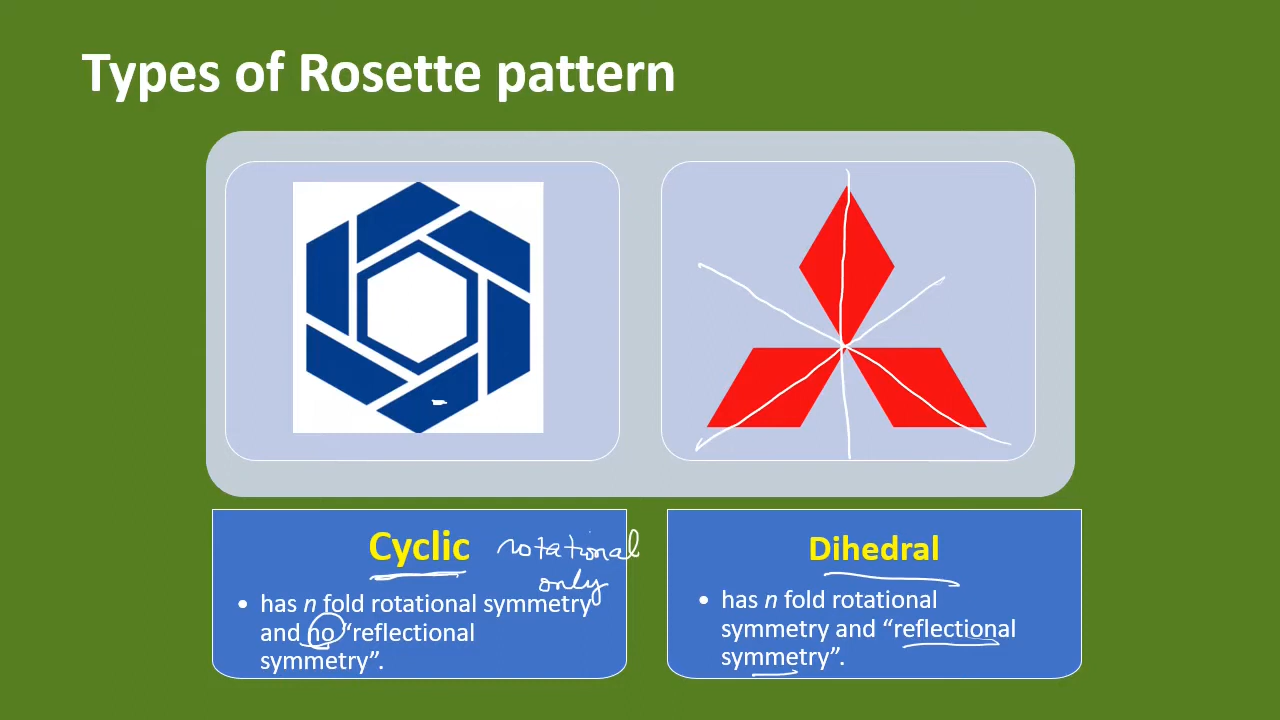 Types of Rosette pattern
Cyclic
rotational
only
• has n fold rotational symmetry
and no “reflectional
symmetry”.
Dihedral
• has n fold rotational
symmetry and “reflectional
symmetry”.